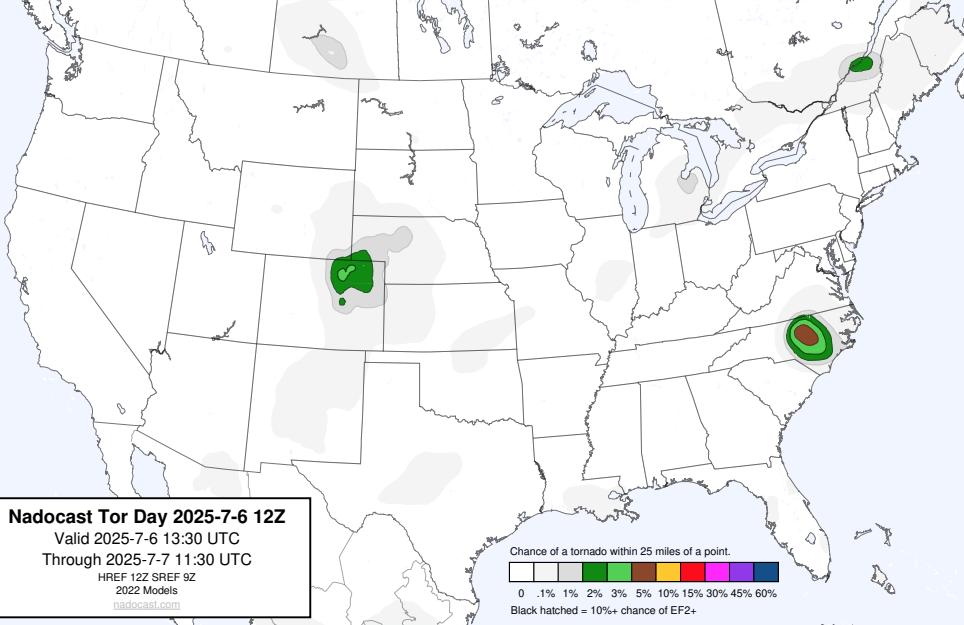 Nadocast Tor Day 2025-7-6 12Z
Valid 2025-7-6 13:30 UTC
Through 2025-7-7 11:30 UTC
HREF 12Z SREF 9Z
2022 Models
nadocast.com
Chance of a tornado within 25 miles of a point.
0 .1% 1% 2% 3% 5% 10% 15% 30% 45% 60%
Black hatched = 10%+ chance of EF2+